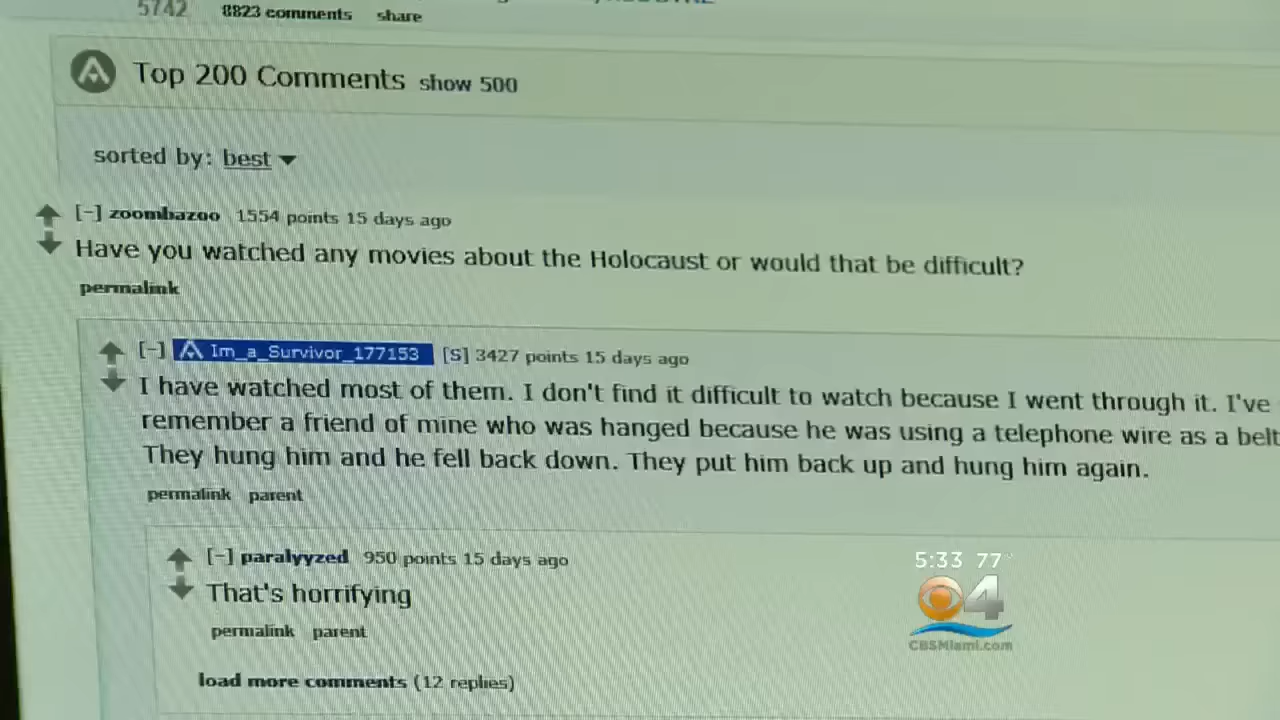 5742 8823 comments share
Top 200 Comments show 500
sorted by: best
[-] zoombazoo 1554 points 15 days ago
Have you watched any movies about the Holocaust or would that be difficult?
permalink
[-] Im_a_Survivor_177153 [S] 3427 points 15 days ago
I have watched most of them. I don't find it difficult to watch because I went through it. I've
remember a friend of mine who was hanged because he was using a telephone wire as a belt
They hung him and he fell back down. They put him back up and hung him again.
permalink parent
[-] paralyyzed 950 points 15 days ago
That's horrifying
permalink parent
load more comments (12 replies)
5:33 77°
4
CBSMiami.com